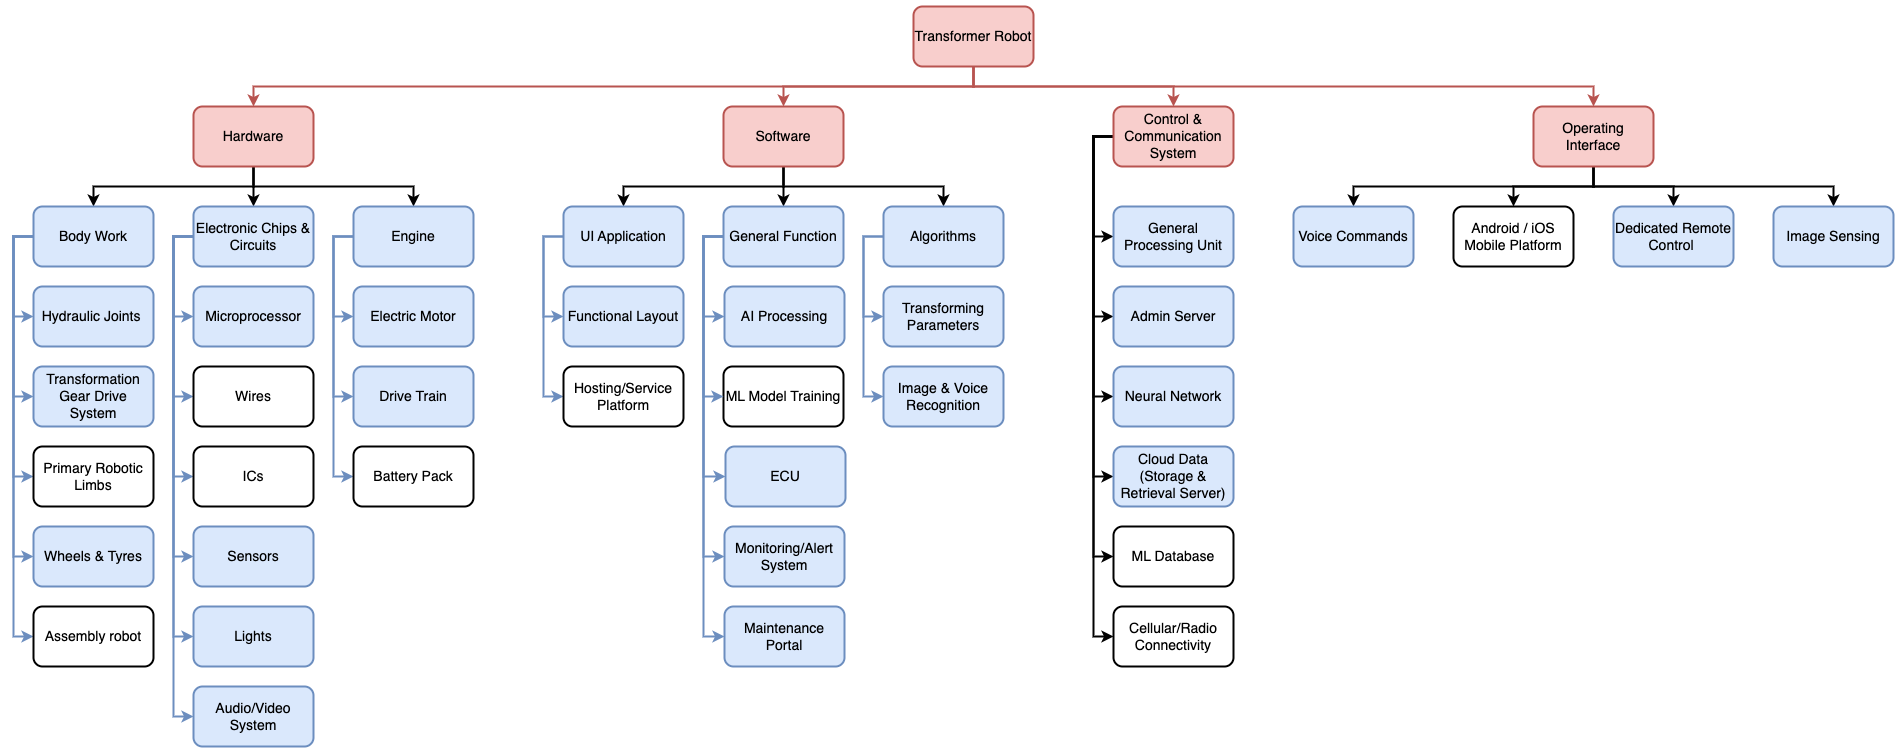 Transformer Robot
Hardware
Software
Control &
Communication
System
Operating
Interface
Body Work
Electronic Chips &
Circuits
Engine
UI Application
General Function
Algorithms
General
Processing Unit
Voice Commands
Android / iOS
Mobile Platform
Dedicated Remote
Control
Image Sensing
Hydraulic Joints
Microprocessor
Electric Motor
Functional Layout
AI Processing
Transforming
Parameters
Admin Server
Transformation
Gear Drive
System
Wires
Drive Train
Hosting/Service
Platform
ML Model Training
Image & Voice
Recognition
Neural Network
Primary Robotic
Limbs
ICs
Battery Pack
ECU
Cloud Data
(Storage &
Retrieval Server)
Wheels & Tyres
Sensors
Monitoring/Alert
System
ML Database
Assembly robot
Lights
Maintenance
Portal
Cellular/Radio
Connectivity
Audio/Video
System